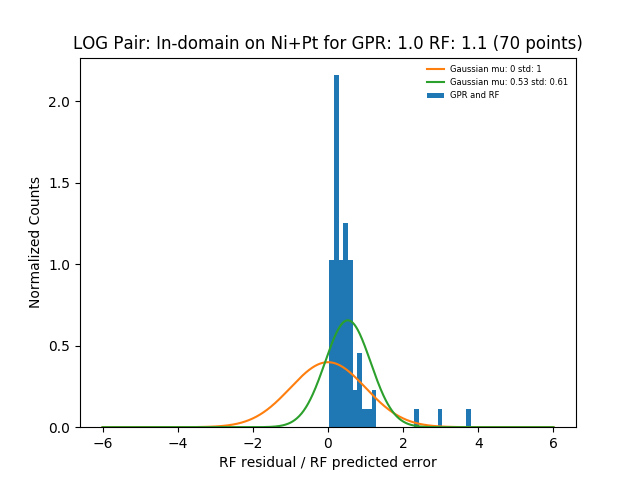 LOG Pair: In-domain on Ni+Pt for GPR: 1.0 RF: 1.1 (70 points)
Gaussian mu: 0 std: 1
Gaussian mu: 0.53 std: 0.61
GPR and RF
Normalized Counts
2.0
1.5
1.0
0.5
0.0
−6 −4 −2 0 2 4 6
RF residual / RF predicted error